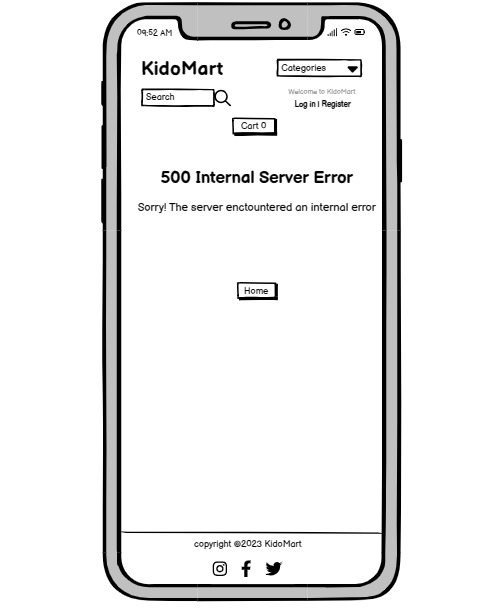 09:52 AM
KidoMart
Categories
Search
Welcome to KidoMart
Log in | Register
Cart 0
500 Internal Server Error
Sorry! The server enctountered an internal error
Home
copyright ©2023 KidoMart